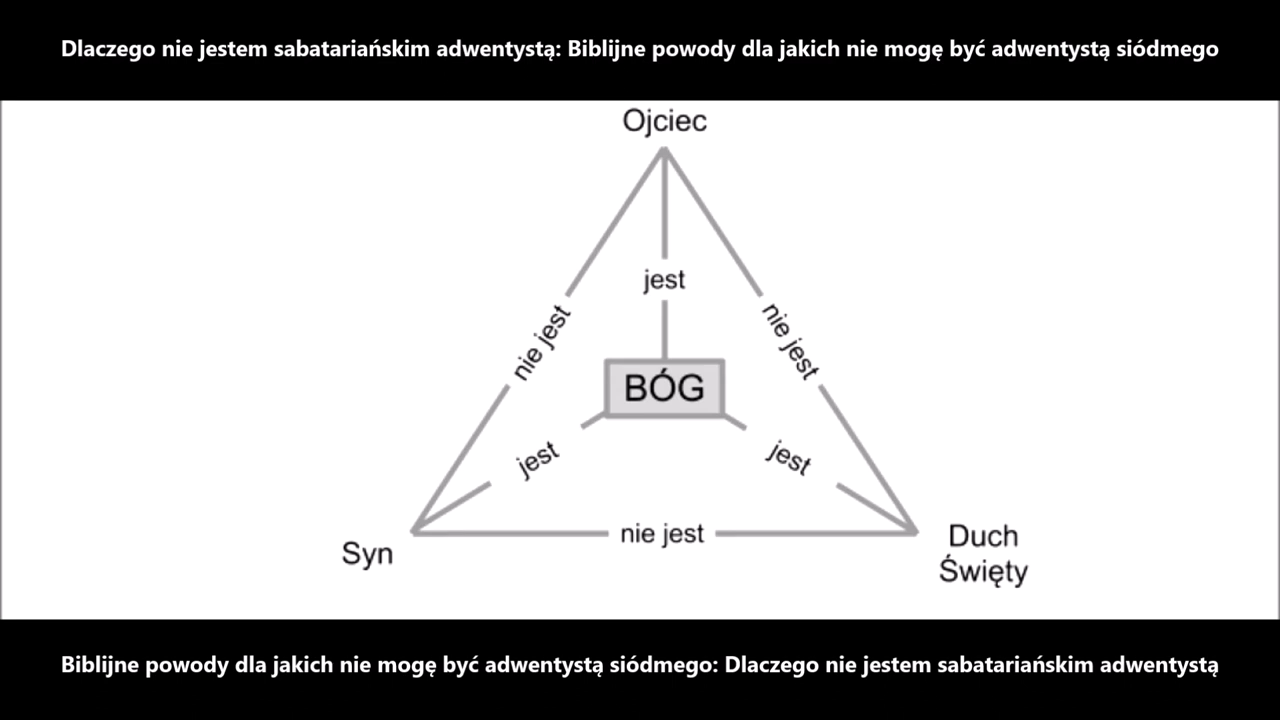 Dlaczego nie jestem sabatariańskim adwentystą: Biblijne powody dla jakich nie mogę być adwentystą siódmego
Ojciec
jest
nie jest
nie jest
BÓG
jest
jest
nie jest
Syn
Duch
Święty
Biblijne powody dla jakich nie mogę być adwentystą siódmego: Dlaczego nie jestem sabatariańskim adwentystą